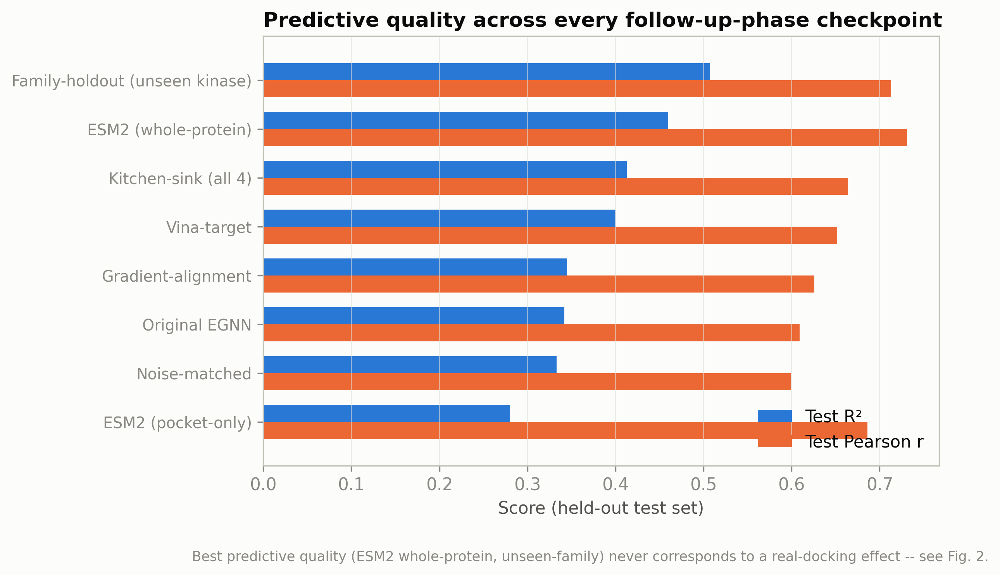 Predictive quality across every follow-up-phase checkpoint
Family-holdout (unseen kinase)
ESM2 (whole-protein)
Kitchen-sink (all 4)
Vina-target
Gradient-alignment
Original EGNN
Noise-matched
ESM2 (pocket-only)
Test R²
Test Pearson r
0.0 0.1 0.2 0.3 0.4 0.5 0.6 0.7
Score (held-out test set)
Best predictive quality (ESM2 whole-protein, unseen-family) never corresponds to a real-docking effect -- see Fig. 2.